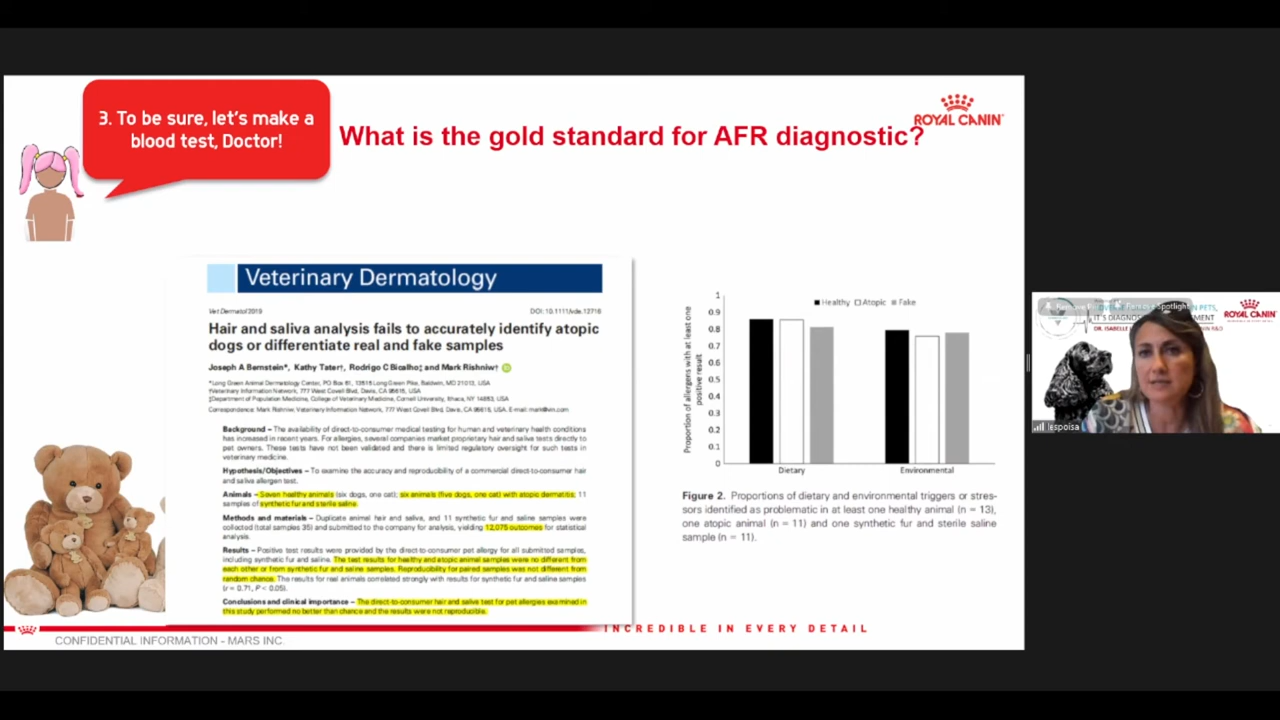 3. To be sure, let's make a
blood test, Doctor!
What is the gold standard for AFR diagnostic?
ROYAL CANIN
Veterinary Dermatology
Vet Dermatol 2019
DOI: 10.1111/vde.12716
Hair and saliva analysis fails to accurately identify atopic
dogs or differentiate real and fake samples
Joseph A Bernstein*, Kathy Tater†, Rodrigo C Bicalho‡ and Mark Rishniw†
*Long Green Animal Dermatology Center, PO Box 61, 13515 Long Green Pike, Baldwin, MD 21013, USA
†Veterinary Information Network, 777 West Covell Blvd, Davis, CA 95616, USA
‡Department of Population Medicine, College of Veterinary Medicine, Cornell University, Ithaca, NY 14853, USA
Correspondence: Mark Rishniw, Veterinary Information Network, 777 West Covell Blvd, Davis, CA 95616, USA. E-mail: mark@vin.com
Background – The availability of direct-to-consumer medical testing for human and veterinary health conditions
has increased in recent years. For allergies, several companies market proprietary hair and saliva tests directly to
pet owners. These tests have not been validated and there is limited regulatory oversight for such tests in
veterinary medicine.
Hypothesis/Objectives – To examine the accuracy and reproducibility of a commercial direct-to-consumer hair
and saliva allergen test.
Animals – Seven healthy animals (six dogs, one cat); six animals (five dogs, one cat) with atopic dermatitis; 11
samples of synthetic fur and sterile saline.
Methods and materials – Duplicate animal hair and saliva, and 11 synthetic fur and saline samples were
collected (total samples 35) and submitted to the company for analysis, yielding 12,075 outcomes for statistical
analysis.
Results – Positive test results were provided by the direct-to-consumer pet allergy for all submitted samples,
including synthetic fur and saline. The test results for healthy and atopic animal samples were no different from
each other or from synthetic fur and saline samples. Reproducibility for paired samples was not different from
random chance. The results for real animals correlated strongly with results for synthetic fur and saline samples
(r = 0.71, P < 0.05).
Conclusions and clinical importance – The direct-to-consumer hair and saliva test for pet allergies examined in
this study performed no better than chance and the results were not reproducible.
Proportion of allergens with at least one
positive result
1
0.9
0.8
0.7
0.6
0.5
0.4
0.3
0.2
0.1
0
Healthy Atopic Fake
Dietary Environmental
Figure 2. Proportions of dietary and environmental triggers or stres-
sors identified as problematic in at least one healthy animal (n = 13),
one atopic animal (n = 11) and one synthetic fur and sterile saline
sample (n = 11).
CONFIDENTIAL INFORMATION - MARS INC.
INCREDIBLE IN EVERY DETAIL
PETS,
IT'S DIAGNOS
EMENT
DR. ISABELLE
ROYAL CANIN
lespoisa